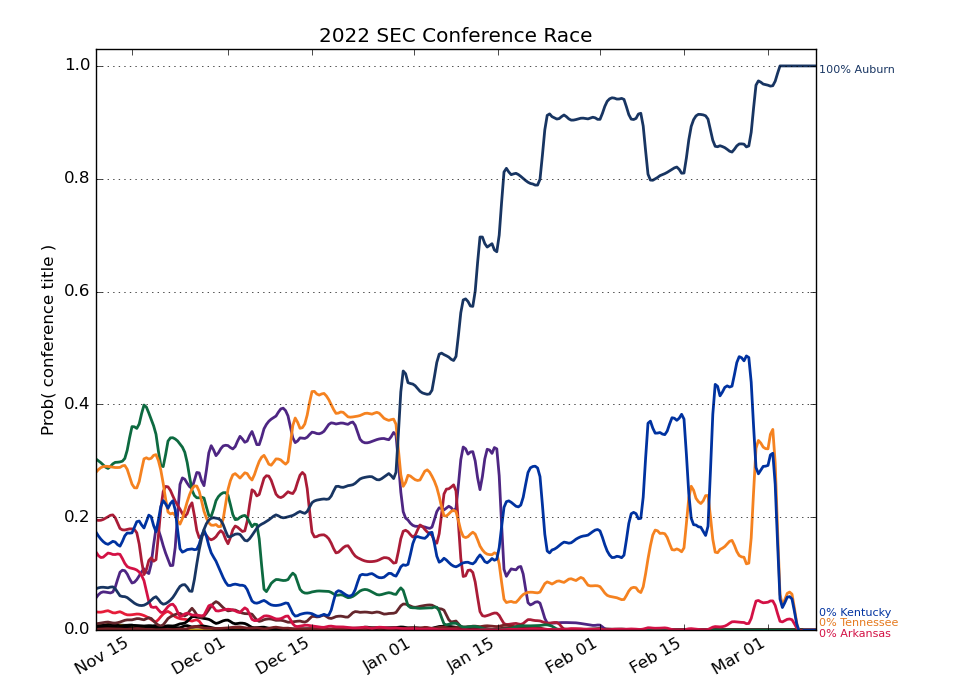 2022 SEC Conference Race
Prob( conference title )
1.0
0.8
0.6
0.4
0.2
0.0
Nov 15
Dec 01
Dec 15
Jan 01
Jan 15
Feb 01
Feb 15
Mar 01
100% Auburn
0% Kentucky
0% Tennessee
0% Arkansas